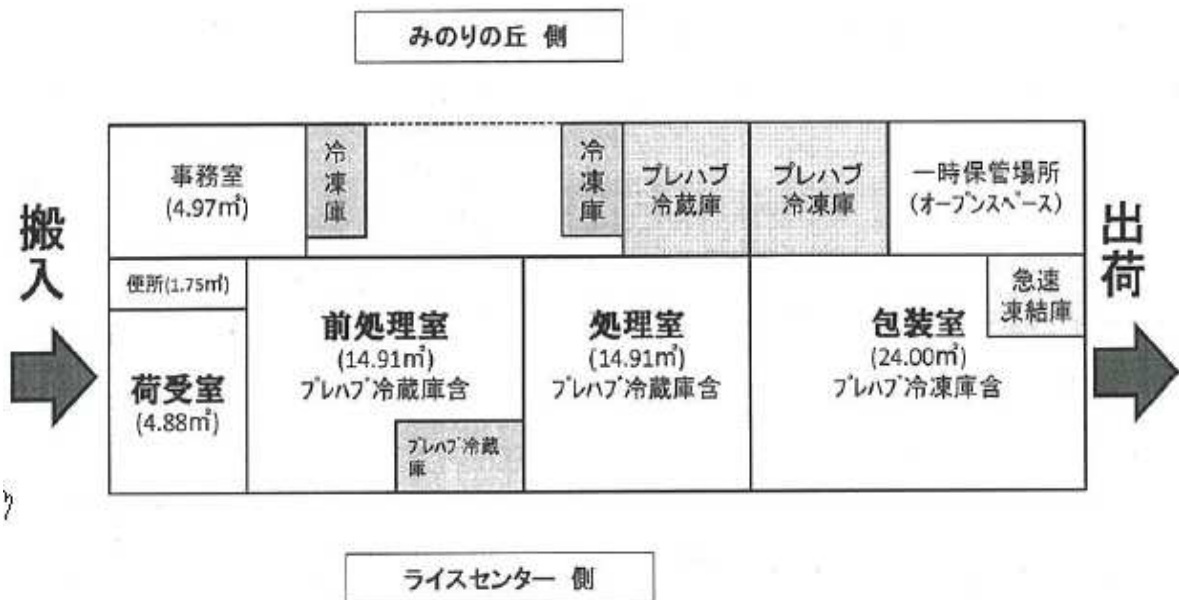 みのりの丘 側
搬入
事務室
(4.97㎡)
冷凍庫
冷凍庫
プレハブ
冷蔵庫
プレハブ
冷凍庫
一時保管場所
(オープンスペース)
出荷
便所(1.75㎡)
荷受室
(4.88㎡)
前処理室
(14.91㎡)
プレハブ冷蔵庫含
プレハブ冷蔵
庫
処理室
(14.91㎡)
プレハブ冷蔵庫含
包装室
(24.00㎡)
プレハブ冷凍庫含
急速
凍結庫
ライスセンター 側